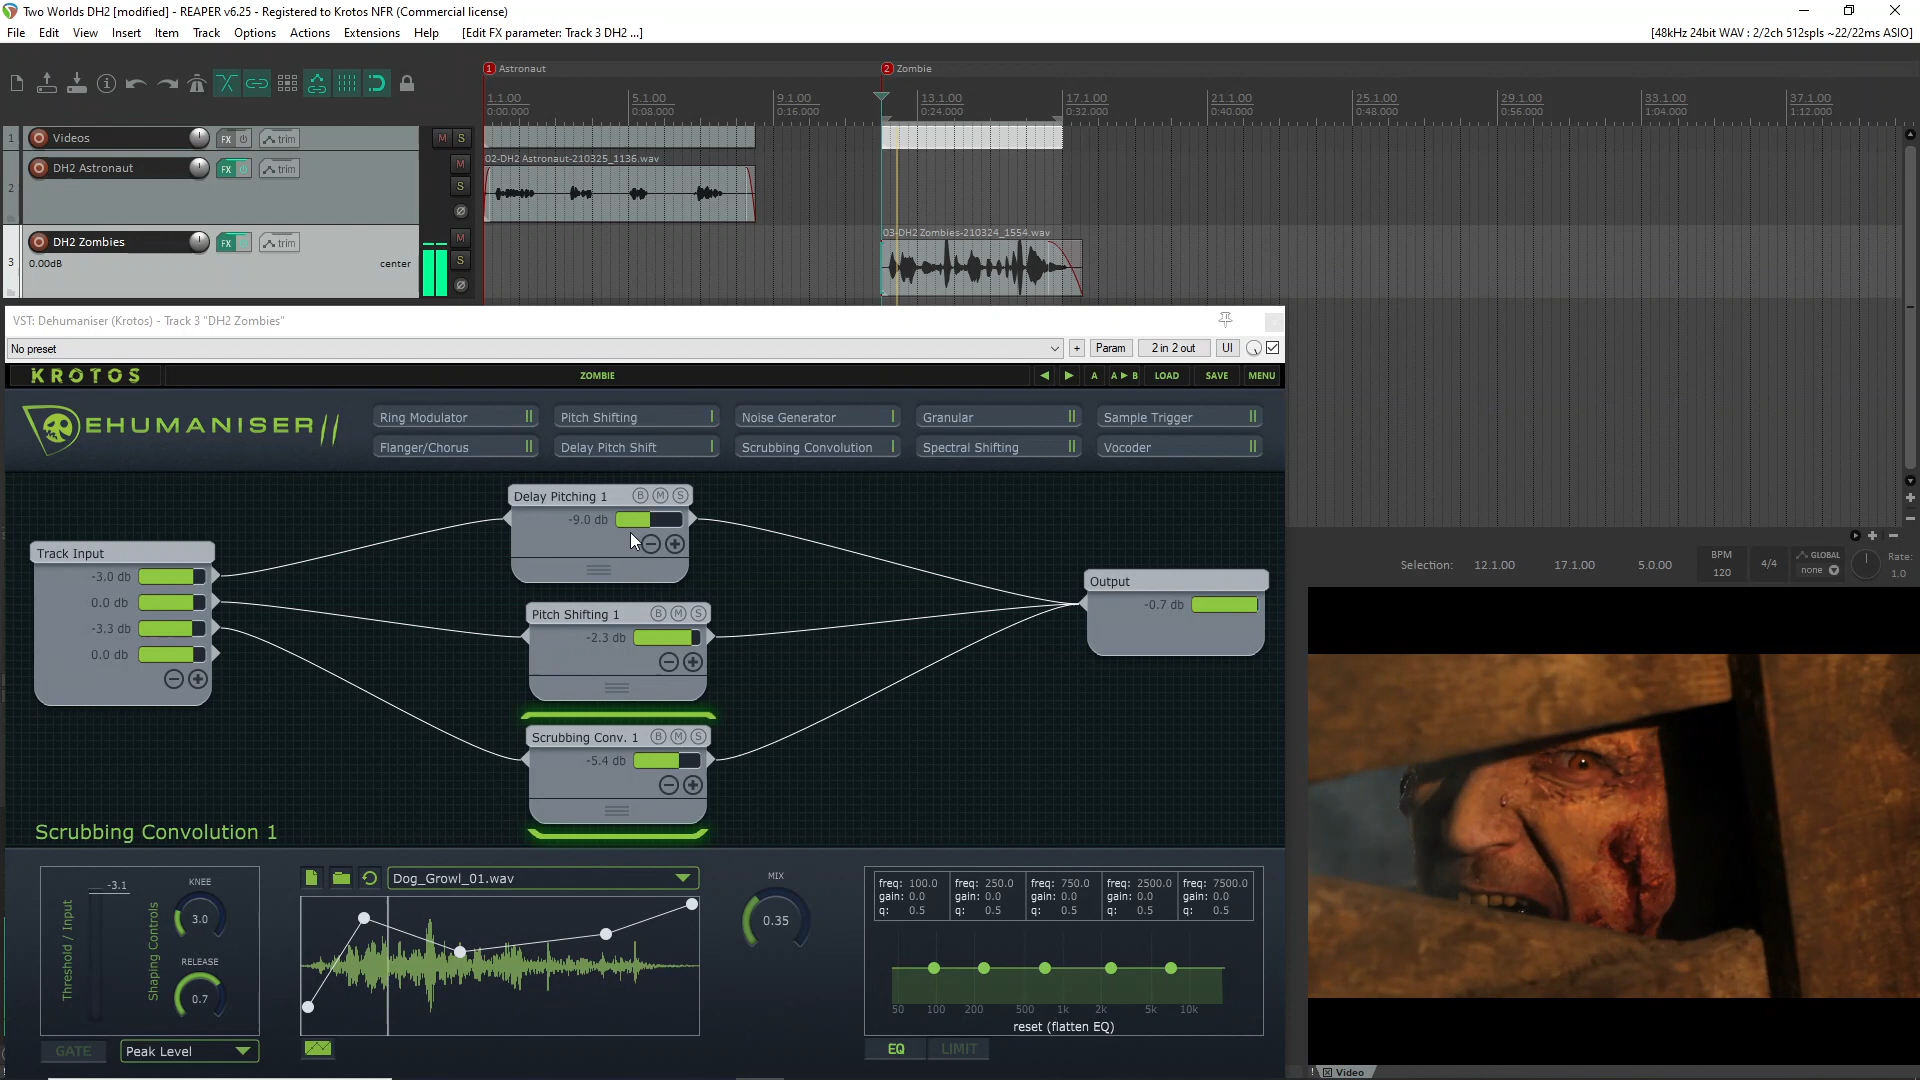 Two Worlds DH2 [modified] - REAPER v6.25 - Registered to Krotos NFR (Commercial license)
File Edit View Insert Item Track Options Actions Extensions Help [Edit FX parameter: Track 3 DH2 ...] [48kHz 24bit WAV : 2/2ch 512spls ~22/22ms ASIO]
1 Astronaut 2 Zombie
1.1.00 5.1.00 9.1.00 13.1.00 17.1.00 21.1.00 25.1.00 29.1.00 33.1.00 37.1.00
0:00.000 0:08.000 0:16.000 0:24.000 0:32.000 0:40.000 0:48.000 0:56.000 1:04.000 1:12.000
1 Videos FX trim M S
02-DH2 Astronaut-210325_1136.wav
2 DH2 Astronaut FX trim M S
03-DH2 Zombies-210324_1554.wav
3 DH2 Zombies FX trim M S
0.00dB center
VST: Dehumaniser (Krotos) - Track 3 "DH2 Zombies"
No preset + Param 2 in 2 out UI
KROTOS ZOMBIE A A B LOAD SAVE MENU
DEHUMANISER II
Ring Modulator Pitch Shifting Noise Generator Granular Sample Trigger
Flanger/Chorus Delay Pitch Shift Scrubbing Convolution Spectral Shifting Vocoder
Delay Pitching 1 B M S
-9.0 db
Track Input
-3.0 db
0.0 db
-3.3 db
0.0 db
Pitch Shifting 1 B M S
-2.3 db
Scrubbing Conv. 1 B M S
-5.4 db
Output
-0.7 db
Selection: 12.1.00 17.1.00 5.0.00
BPM
120
4/4
GLOBAL
none
Rate:
1.0
Scrubbing Convolution 1
Threshold / Input
-3.1
Shaping Controls
KNEE
3.0
RELEASE
0.7
GATE Peak Level
Dog_Growl_01.wav
MIX
0.35
freq: 100.0 freq: 250.0 freq: 750.0 freq: 2500.0 freq: 7500.0
gain: 0.0 gain: 0.0 gain: 0.0 gain: 0.0 gain: 0.0
q: 0.5 q: 0.5 q: 0.5 q: 0.5 q: 0.5
50 100 200 500 1k 2k 5k 10k
reset (flatten EQ)
EQ LIMIT
! Video